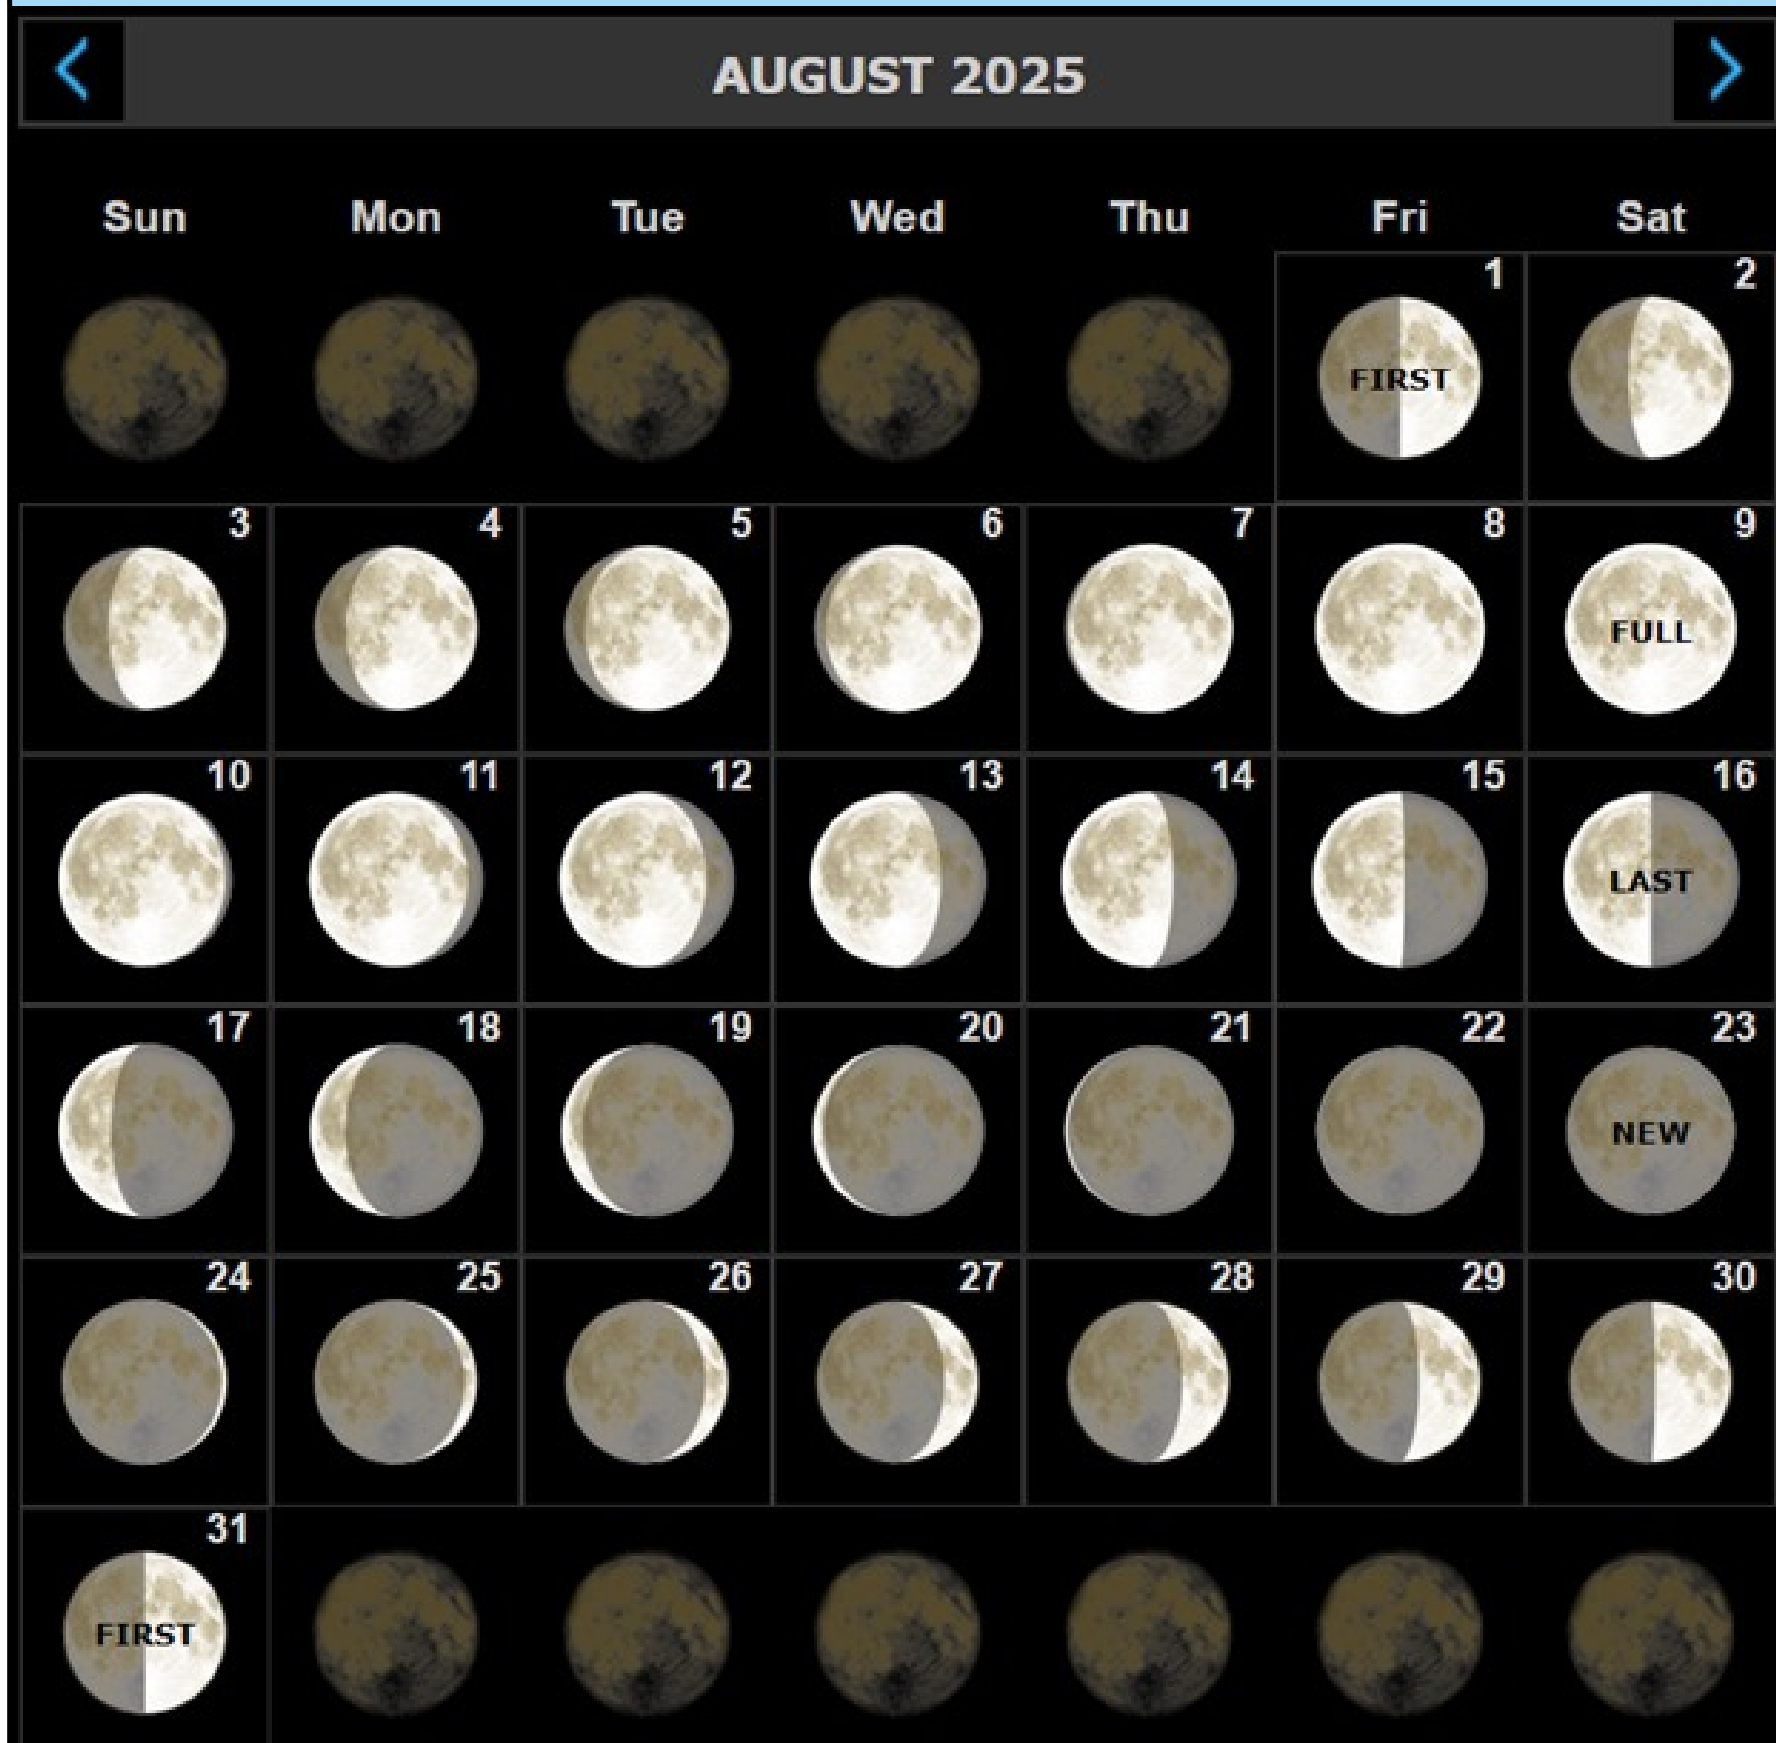 AUGUST 2025
Sun Mon Tue Wed Thu Fri Sat
1 2
FIRST
3 4 5 6 7 8 9
FULL
10 11 12 13 14 15 16
LAST
17 18 19 20 21 22 23
NEW
24 25 26 27 28 29 30
31
FIRST